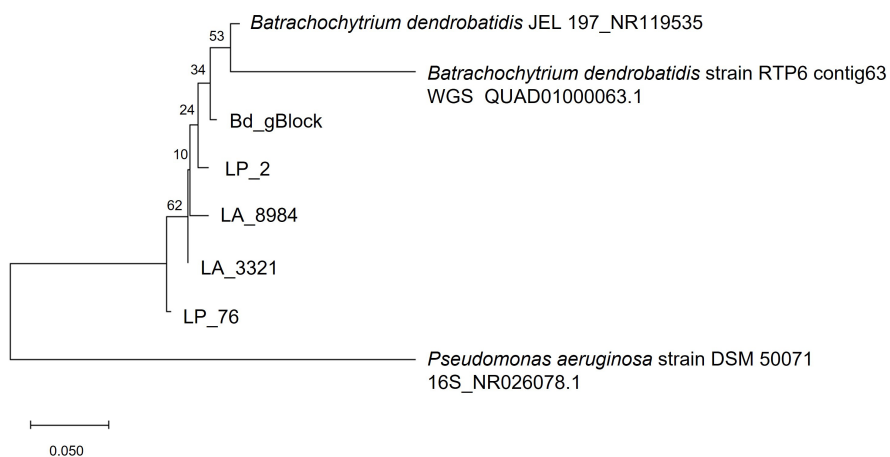 Batrachochytrium dendrobatidis JEL 197_NR119535
53
Batrachochytrium dendrobatidis strain RTP6 contig63
WGS QUAD01000063.1
34
24
Bd_gBlock
10
LP_2
62
LA_8984
LA_3321
LP_76
Pseudomonas aeruginosa strain DSM 50071
16S_NR026078.1
0.050